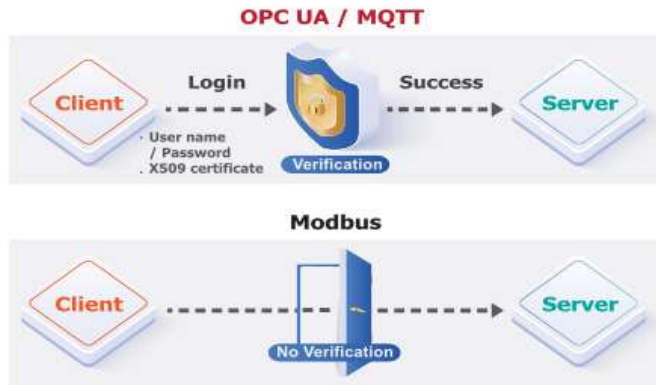 OPC UA / MQTT
Client
Login
· User name
/ Password
. X509 certificate
Verification
Success
Server
Modbus
Client
No Verification
Server